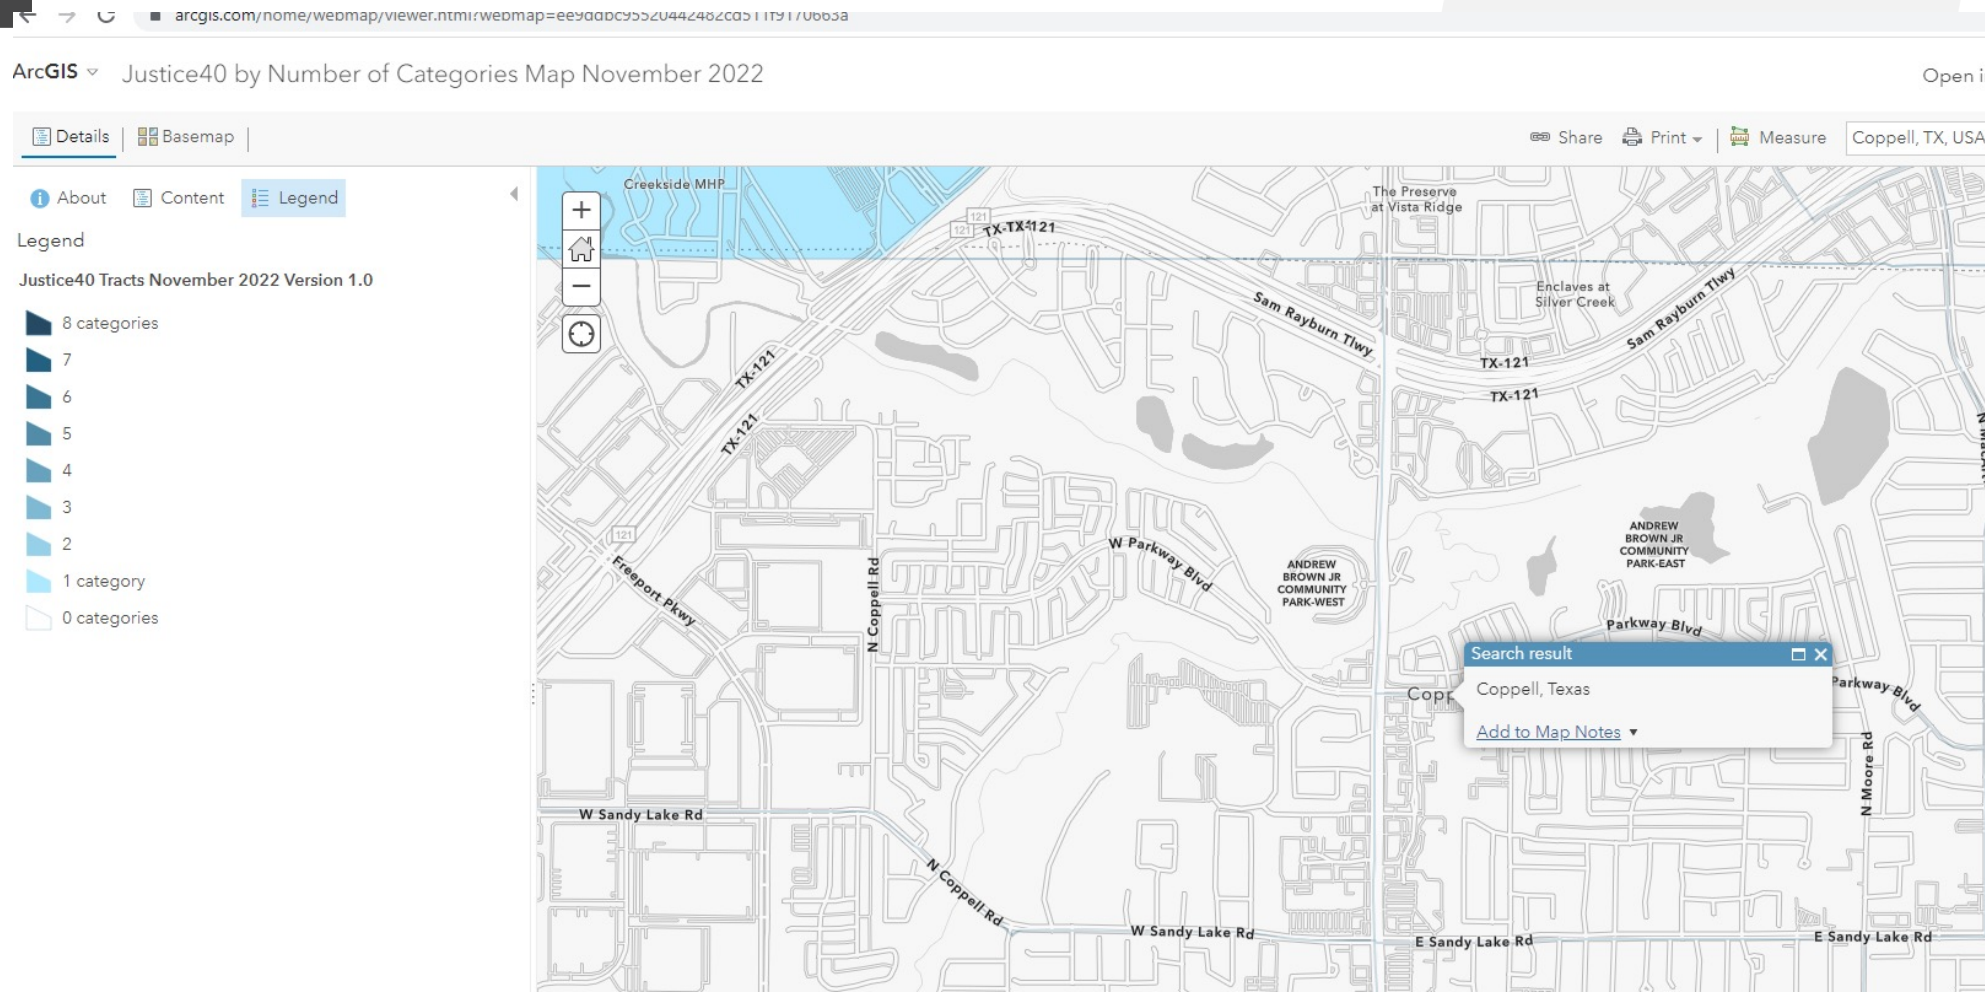 arcgis.com/home/webmap/viewer.html?webmap=ee9ddbc95520442482cd511f9170663a
ArcGIS Justice40 by Number of Categories Map November 2022
Open i
Details Basemap
Share Print Measure Coppell, TX, USA
About Content Legend
Legend
Justice40 Tracts November 2022 Version 1.0
8 categories
7
6
5
4
3
2
1 category
0 categories
Creekside MHP
The Preserve
at Vista Ridge
121
121
TX-TX-121
Enclaves at
Silver Creek
Sam Rayburn Tlwy
Sam Rayburn Tlwy
TX-121
TX-121
TX-121
TX-121
121
Freeport Pkwy
N Coppell Rd
W Parkway Blvd
ANDREW
BROWN JR
COMMUNITY
PARK-WEST
ANDREW
BROWN JR
COMMUNITY
PARK-EAST
Parkway Blvd
Search result
Coppell, Texas
Add to Map Notes
Copp
Parkway Blvd
N Moore Rd
W Sandy Lake Rd
N Coppell Rd
W Sandy Lake Rd
E Sandy Lake Rd
E Sandy Lake Rd